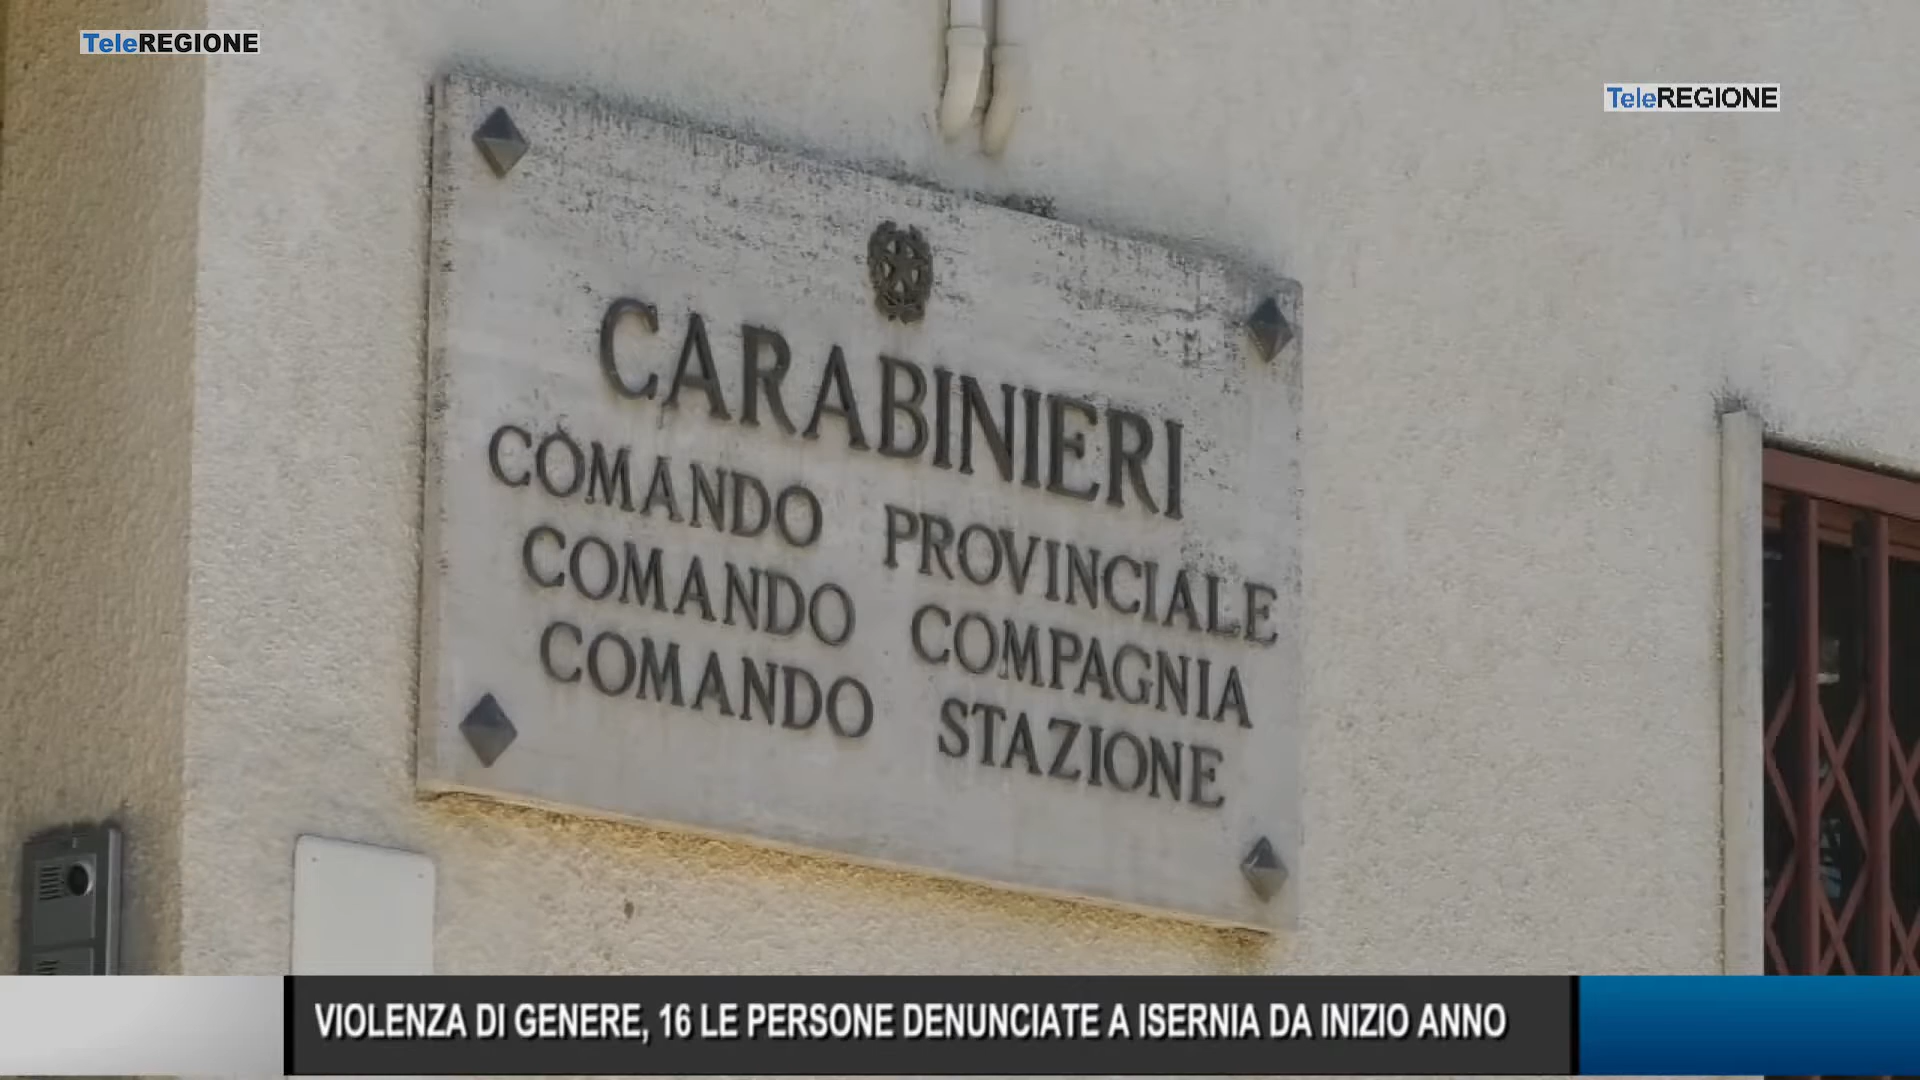 TeleREGIONE
TeleREGIONE
CARABINIERI
COMANDO PROVINCIALE
COMANDO COMPAGNIA
COMANDO STAZIONE
VIOLENZA DI GENERE, 16 LE PERSONE DENUNCIATE A ISERNIA DA INIZIO ANNO